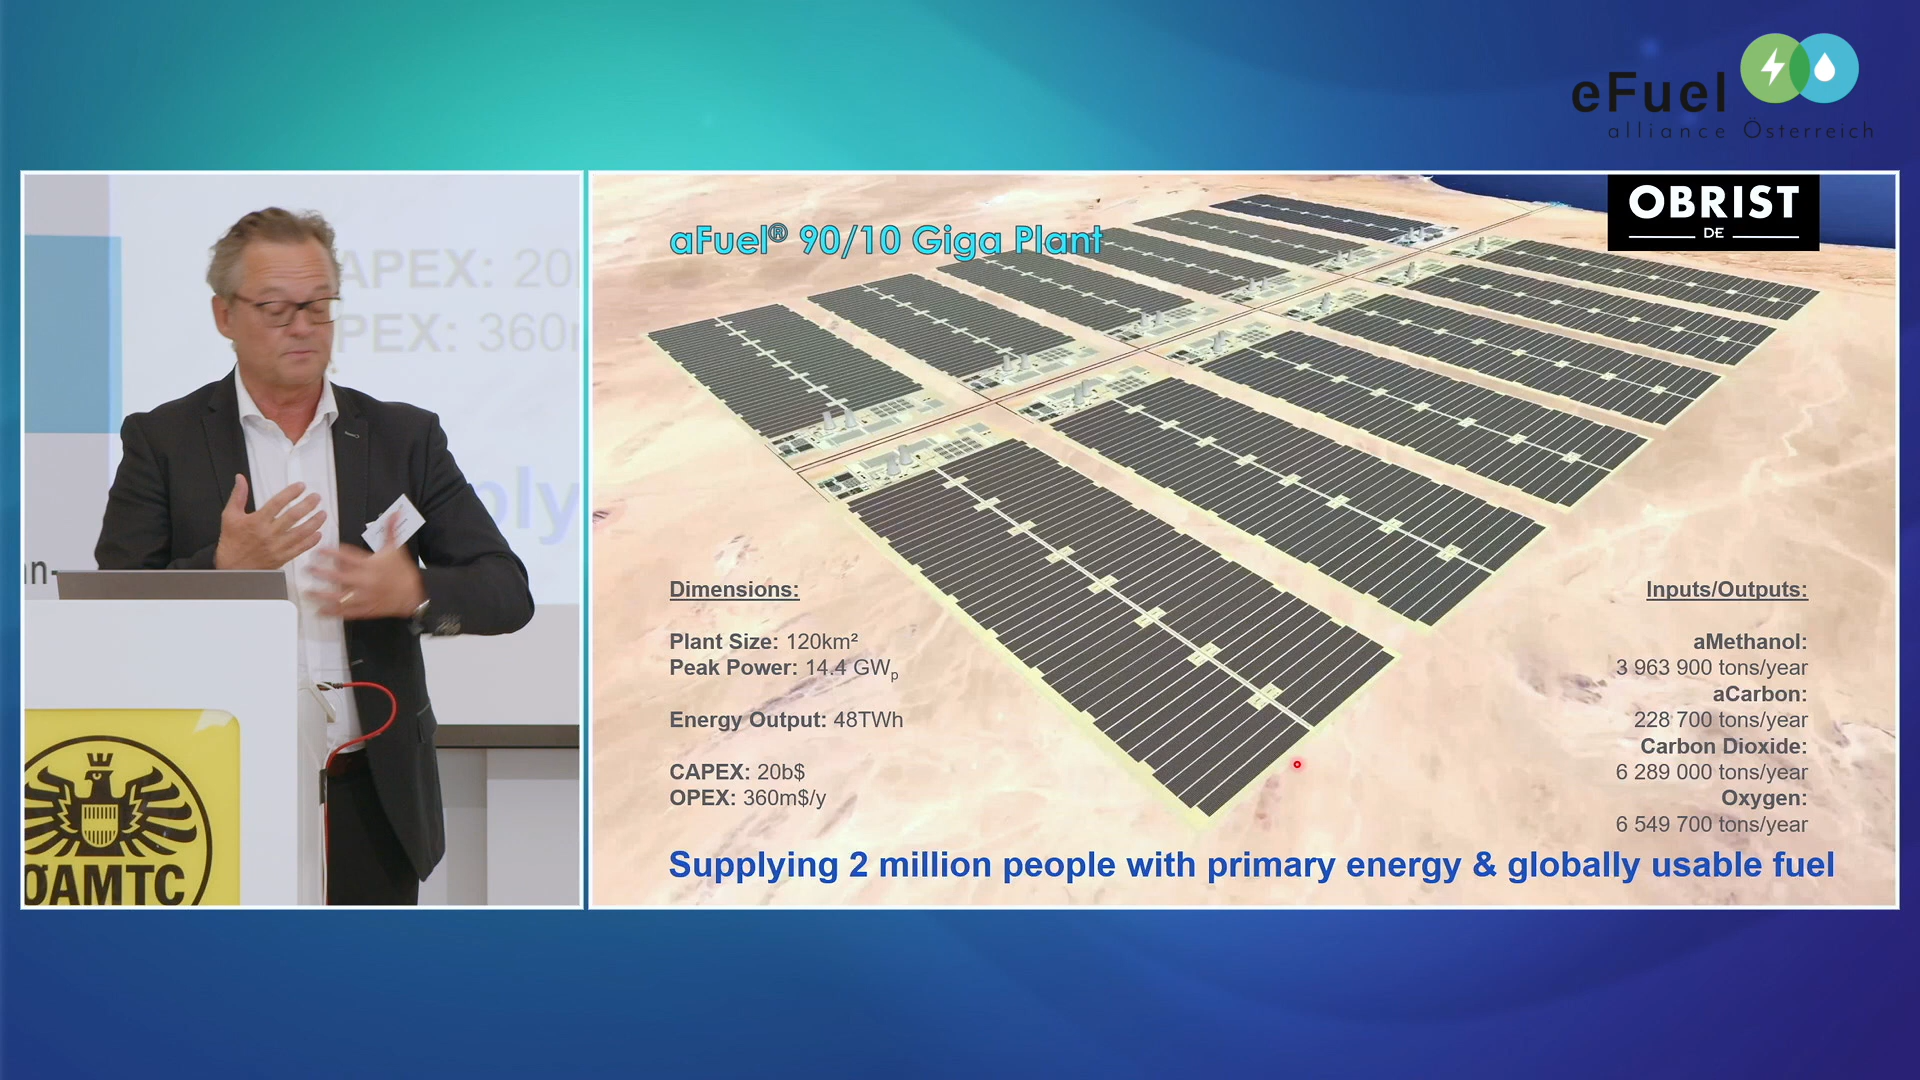 eFuel
alliance Österreich
APEX: 20
PEX: 360
ply
n-
ÖAMTC
OBRIST
DE
aFuel® 90/10 Giga Plant
Dimensions:
Plant Size: 120km²
Peak Power: 14.4 GWp
Energy Output: 48TWh
CAPEX: 20b$
OPEX: 360m$/y
Inputs/Outputs:
aMethanol:
3 963 900 tons/year
aCarbon:
228 700 tons/year
Carbon Dioxide:
6 289 000 tons/year
Oxygen:
6 549 700 tons/year
Supplying 2 million people with primary energy & globally usable fuel